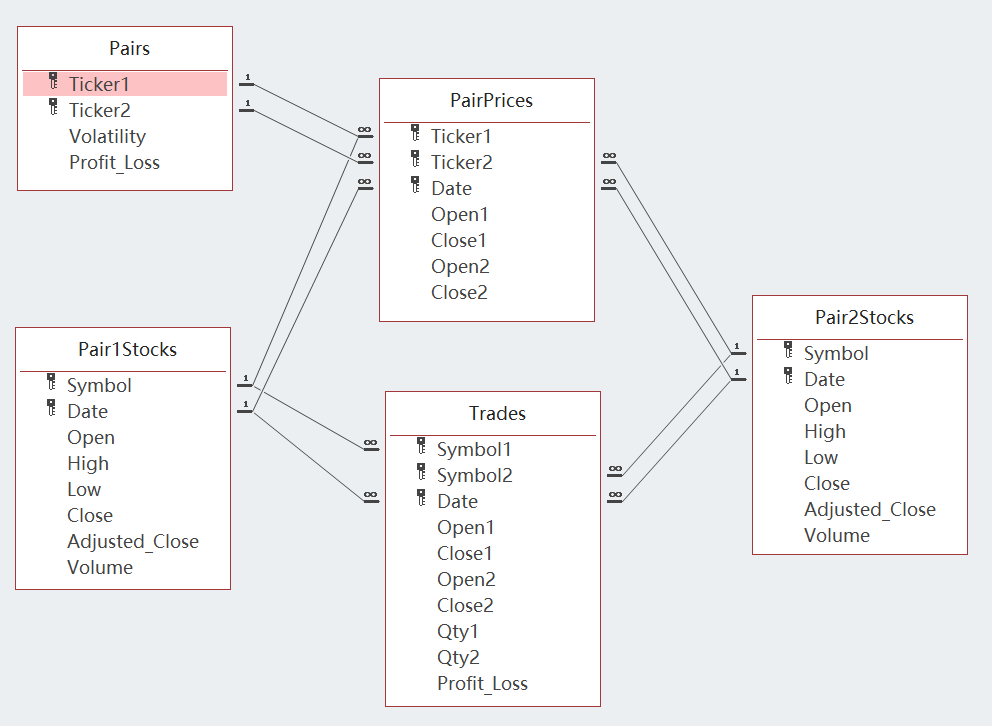 Pairs
Ticker1
Ticker2
Volatility
Profit_Loss
1
1
PairPrices
Ticker1
Ticker2
Date
Open1
Close1
Open2
Close2
∞
∞
∞
∞
∞
Pair1Stocks
Symbol
Date
Open
High
Low
Close
Adjusted_Close
Volume
1
1
Trades
Symbol1
Symbol2
Date
Open1
Close1
Open2
Close2
Qty1
Qty2
Profit_Loss
∞
∞
∞
∞
Pair2Stocks
Symbol
Date
Open
High
Low
Close
Adjusted_Close
Volume
1
1